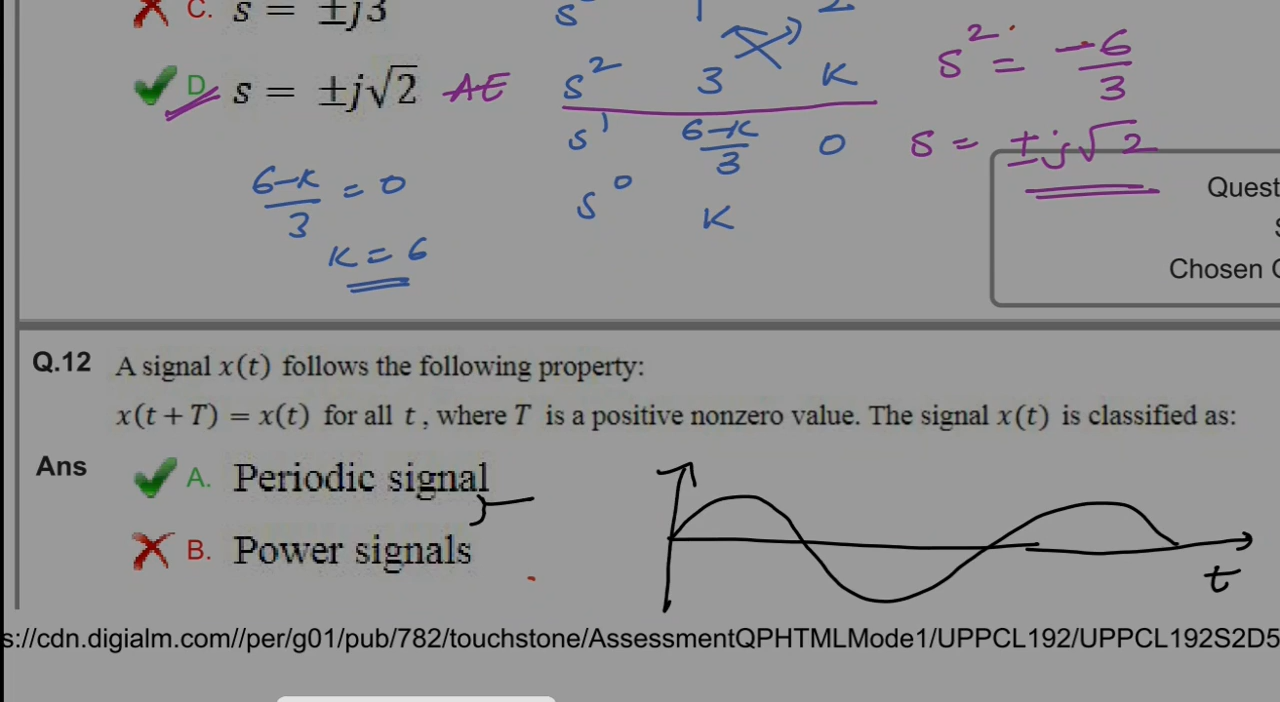 C. s = ±j3
s 1 2
D. s = ±j√2 AE
s² 3 K
s¹ 6-K/3 0
s⁰ K
s² = -6/3
s = ±j√2
6-K/3 = 0
K = 6
Quest
S
Chosen O
Q.12 A signal x(t) follows the following property:
x(t + T) = x(t) for all t , where T is a positive nonzero value. The signal x(t) is classified as:
Ans A. Periodic signal
B. Power signals
t
s://cdn.digialm.com//per/g01/pub/782/touchstone/AssessmentQPHTMLMode1/UPPCL192/UPPCL192S2D5